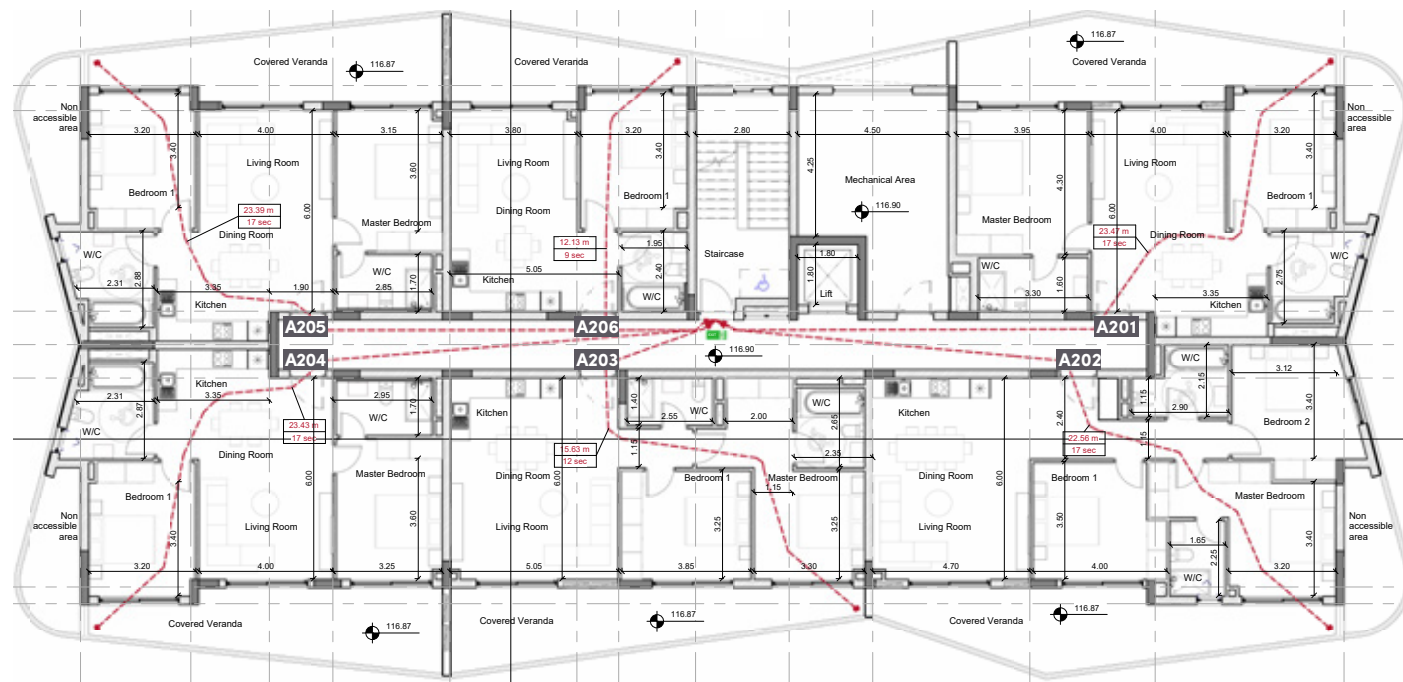 116.87
Covered Veranda
116.87
Covered Veranda
Covered Veranda
Non
accessible
area
Non
accessible
area
3.20
4.00
3.15
3.80
3.20
2.80
4.50
3.95
4.00
3.20
3.40
3.60
3.40
4.25
4.30
3.40
6.00
6.00
Living Room
Living Room
Living Room
Mechanical Area
116.90
Bedroom 1
Bedroom 1
Bedroom 1
23.39 m
17 sec
Dining Room
Master Bedroom
Dining Room
Master Bedroom
23.47 m
17 sec
Dining Room
12.13 m
9 sec
1.95
Staircase
1.80
1.80
Lift
W/C
2.88
2.31
W/C
2.85
1.70
Kitchen
5.05
2.40
W/C
W/C
3.30
1.60
3.35
2.75
W/C
3.35
1.90
Kitchen
Kitchen
A205
A206
A201
A204
A203
116.90
A202
Kitchen
2.31
2.87
3.35
2.95
1.70
W/C
W/C
Kitchen
1.40
2.55
W/C
2.00
W/C
2.65
Kitchen
2.40
1.15
W/C
2.15
2.90
3.12
3.40
Bedroom 2
23.43 m
17 sec
15.63 m
12 sec
1.15
2.35
22.56 m
17 sec
1.15
Dining Room
6.00
Master Bedroom
Dining Room
6.00
Bedroom 1
1.15
Master Bedroom
Dining Room
6.00
Bedroom 1
Master Bedroom
Bedroom 1
3.40
Living Room
3.60
Living Room
3.25
3.25
Living Room
3.50
1.65
2.25
W/C
3.40
Non
accessible
area
Non
accessible
area
3.20
4.00
3.25
5.05
3.85
3.30
4.70
4.00
3.20
Covered Veranda
116.87
Covered Veranda
116.87
Covered Veranda
116.87